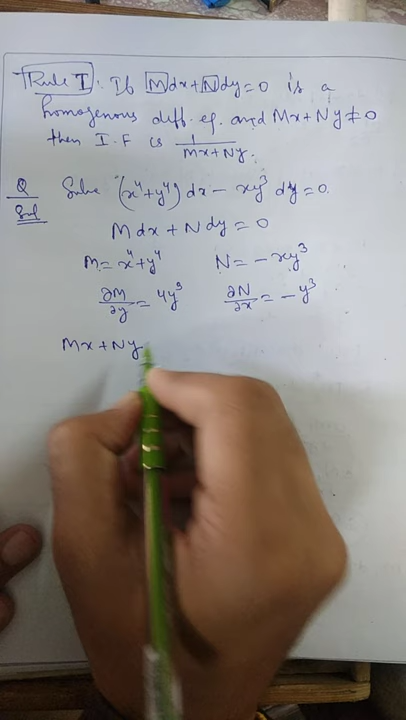 Rule I: If Mdx+Ndy=0 is a
homogenous diff. eq. and Mx+Ny≠0
then I.F is 1/(Mx+Ny).
Q Solve (x⁴+y⁴)dx - xy³ dy=0.
Sol Mdx+Ndy=0
M=x⁴+y⁴ N=-xy³
∂M/∂y=4y³ ∂N/∂x=-y³
Mx+Ny